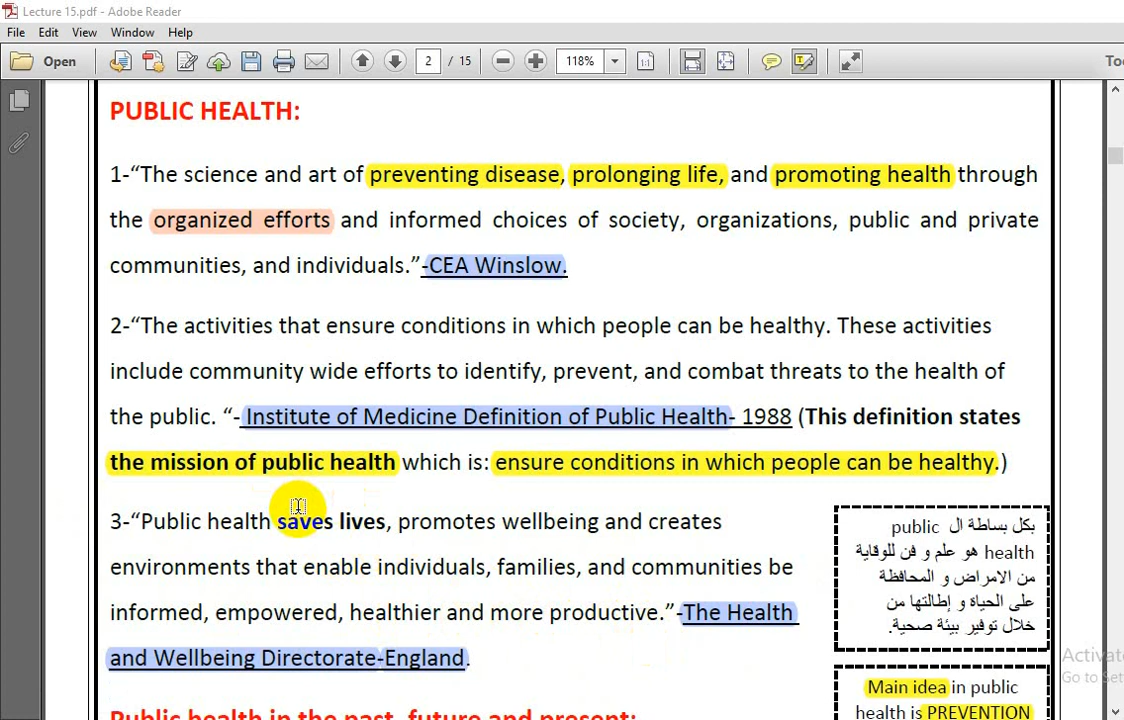 Lecture 15.pdf - Adobe Reader
File Edit View Window Help
Open 2 / 15 118%
PUBLIC HEALTH:
1-“The science and art of preventing disease, prolonging life, and promoting health through
the organized efforts and informed choices of society, organizations, public and private
communities, and individuals.”-CEA Winslow.
2-“The activities that ensure conditions in which people can be healthy. These activities
include community wide efforts to identify, prevent, and combat threats to the health of
the public. “- Institute of Medicine Definition of Public Health- 1988 (This definition states
the mission of public health which is: ensure conditions in which people can be healthy.)
3-“Public health saves lives, promotes wellbeing and creates
environments that enable individuals, families, and communities be
informed, empowered, healthier and more productive.”-The Health
and Wellbeing Directorate-England.
بكل بساطة ال public
health هو علم و فن للوقاية
من الامراض و المحافظة
على الحياة و إطالتها من
خلال توفير بيئة صحية.
Main idea in public
health is PREVENTION
Public health in the past, future and present: